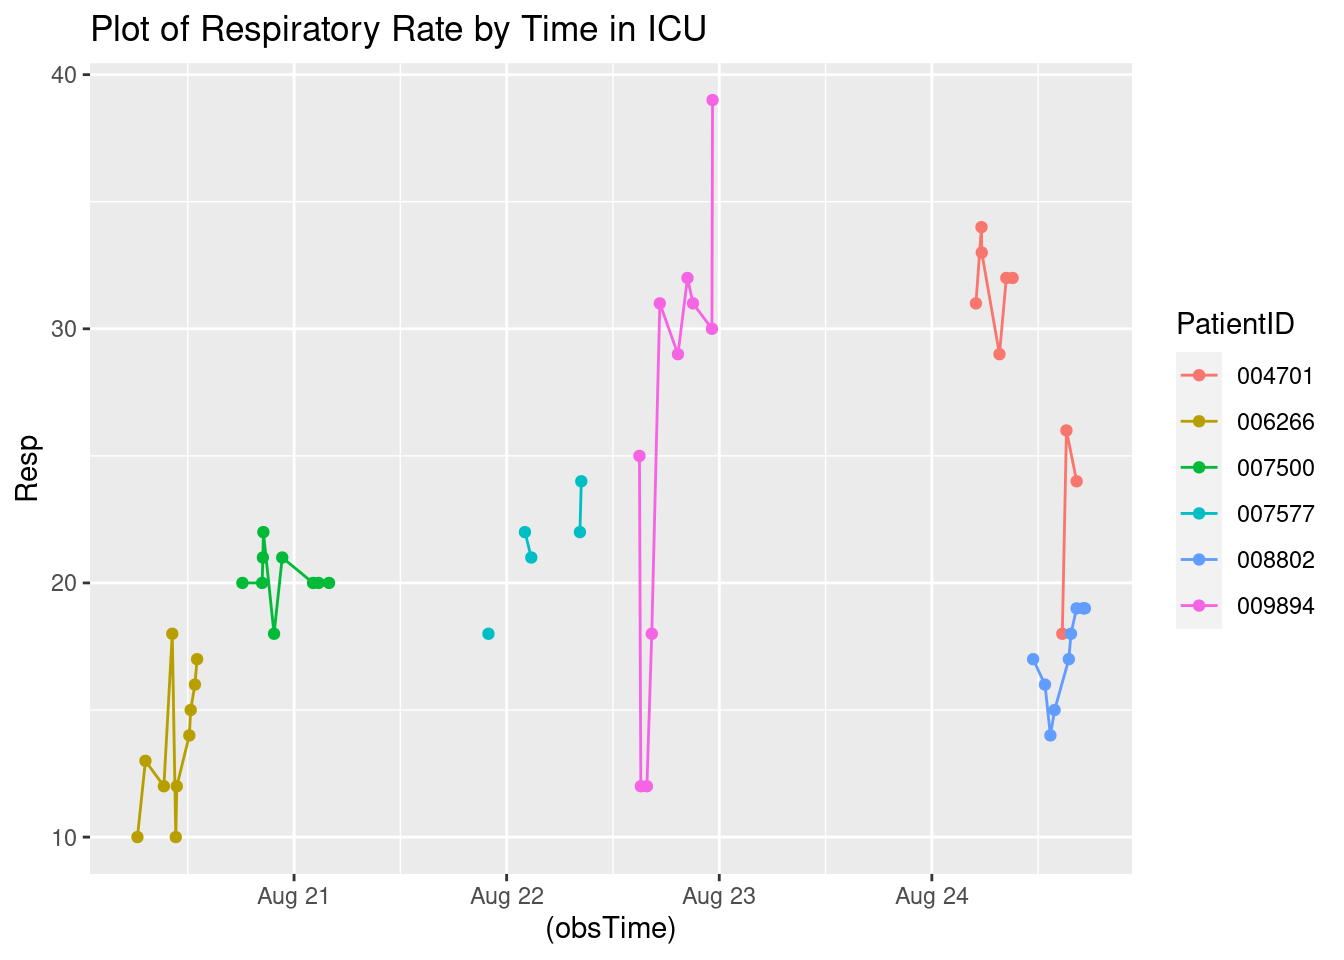 Plot of Respiratory Rate by Time in ICU
40
30
20
10
Resp
Aug 21
Aug 22
Aug 23
Aug 24
(obsTime)
PatientID
004701
006266
007500
007577
008802
009894